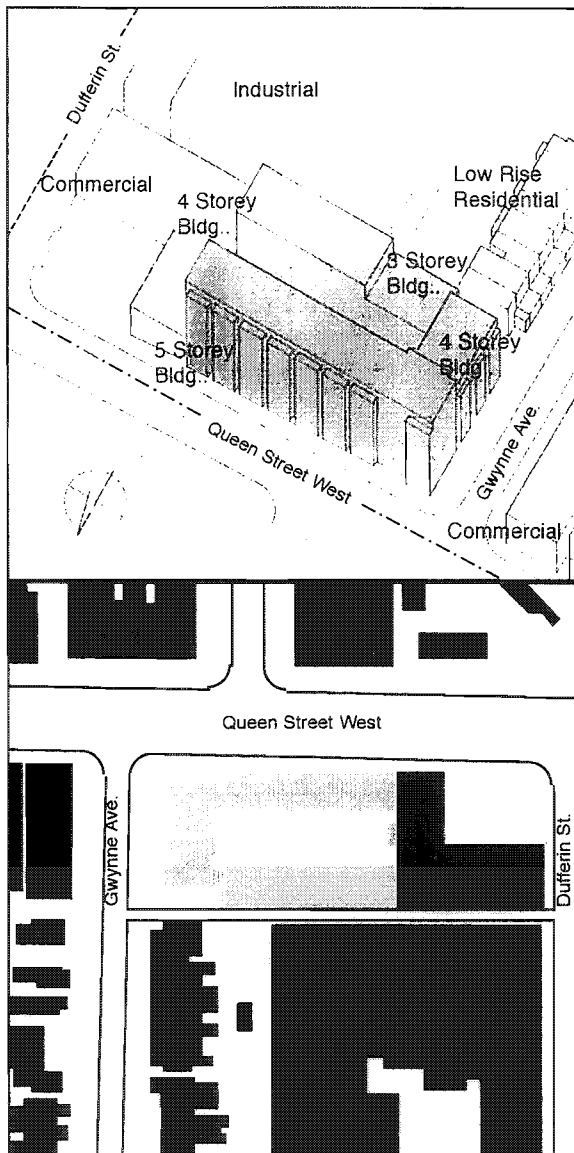 Dufferin St.
Industrial
Commercial
Low Rise
Residential
4 Storey
Bldg..
3 Storey
Bldg..
5 Storey
Bldg..
4 Storey
Bldg
Queen Street West
Gwynne Ave.
Commercial
Queen Street West
Gwynne Ave.
Dufferin St.